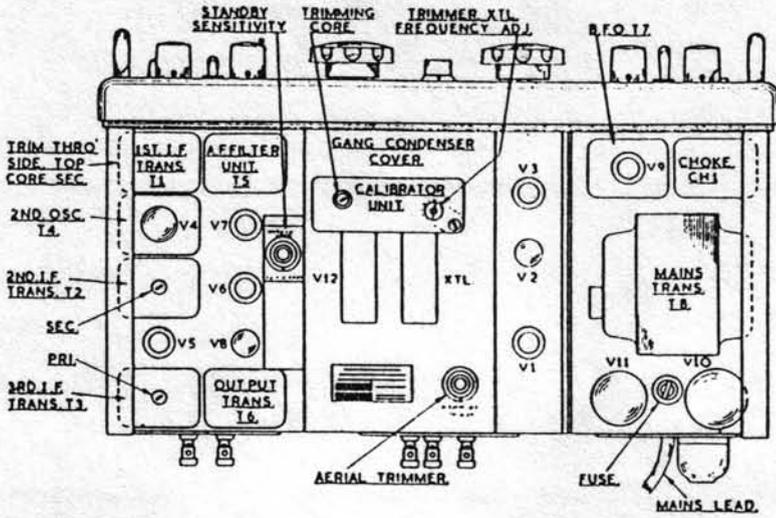 STANDBY
SENSITIVITY
TRIMMING
CORE
TRIMMER XTL
FREQUENCY ADJ.
B.F.O. T7
TRIM THRO'
SIDE, TOP
CORE SEC.
1ST. I.F.
TRANS
T1
A.F. FILTER
UNIT
T5
GANG CONDENSER
COVER
CALIBRATOR
UNIT
V3
V9
CHOKE
CH1
2ND. OSC.
T4
V4
V7
2ND. I.F.
TRANS. T2
V6
V12
XTL.
V2
MAINS
TRANS.
T8
SEC.
V5
V8
V1
PRI.
3RD. I.F.
TRANS. T3
OUTPUT
TRANS.
T6
V11
V10
AERIAL TRIMMER
FUSE
MAINS LEAD